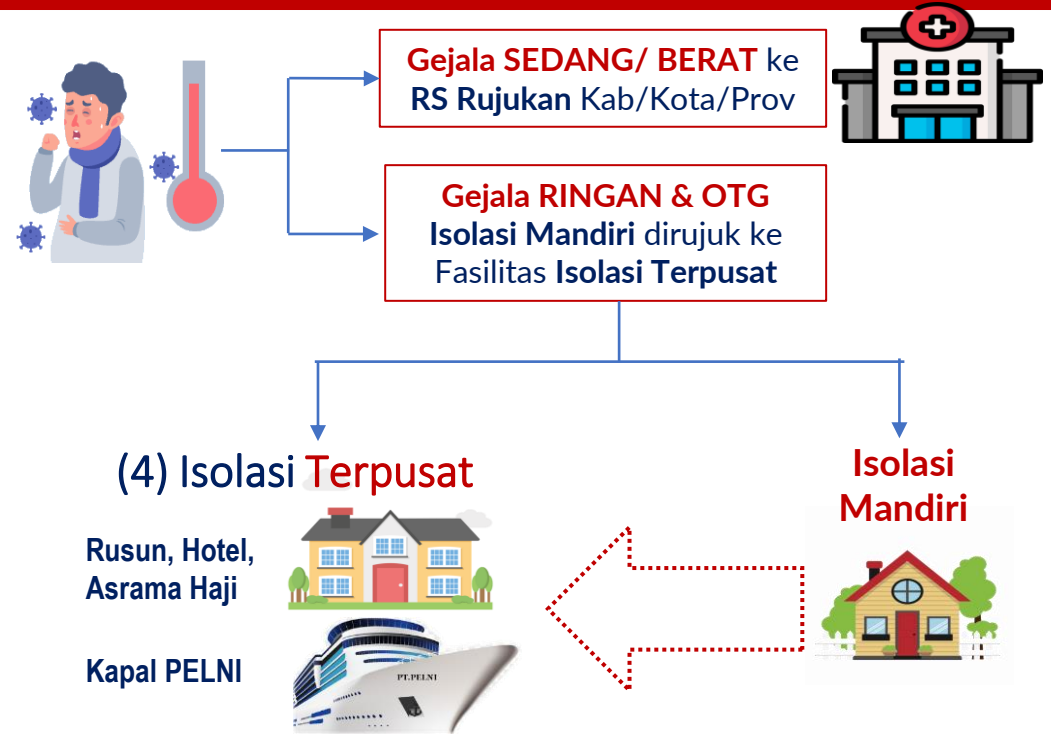 Gejala SEDANG/ BERAT ke
RS Rujukan Kab/Kota/Prov
Gejala RINGAN & OTG
Isolasi Mandiri dirujuk ke
Fasilitas Isolasi Terpusat
(4) Isolasi Terpusat
Isolasi
Mandiri
Rusun, Hotel,
Asrama Haji
Kapal PELNI
PT.PELNI